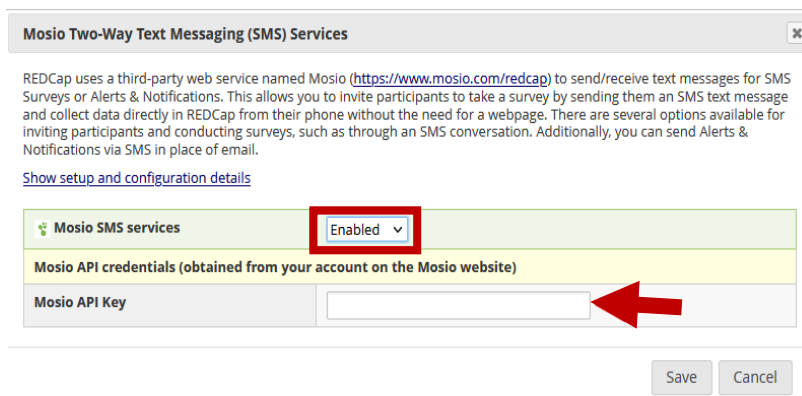 Mosio Two-Way Text Messaging (SMS) Services
REDCap uses a third-party web service named Mosio (https://www.mosio.com/redcap) to send/receive text messages for SMS
Surveys or Alerts & Notifications. This allows you to invite participants to take a survey by sending them an SMS text message
and collect data directly in REDCap from their phone without the need for a webpage. There are several options available for
inviting participants and conducting surveys, such as through an SMS conversation. Additionally, you can send Alerts &
Notifications via SMS in place of email.
Show setup and configuration details
Mosio SMS services Enabled
Mosio API credentials (obtained from your account on the Mosio website)
Mosio API Key
Save Cancel